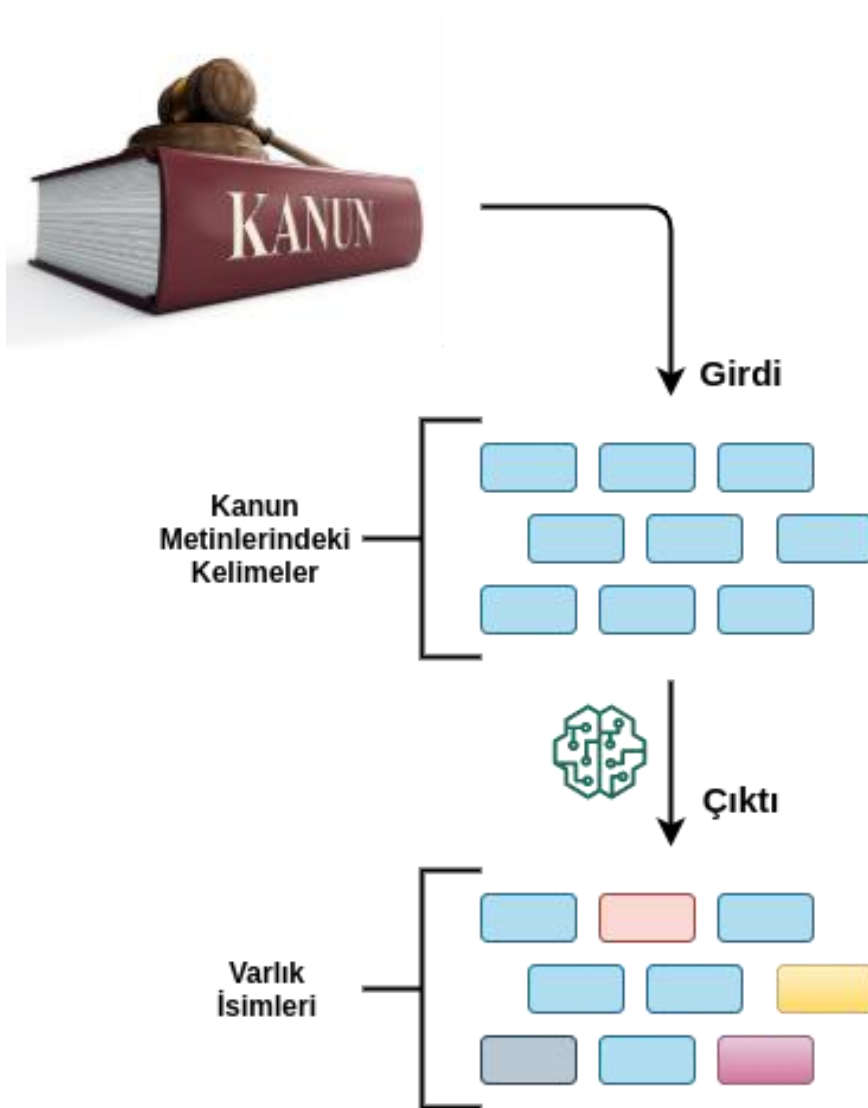 KANUN
Girdi
Kanun
Metinlerindeki
Kelimeler
Çıktı
Varlık
İsimleri